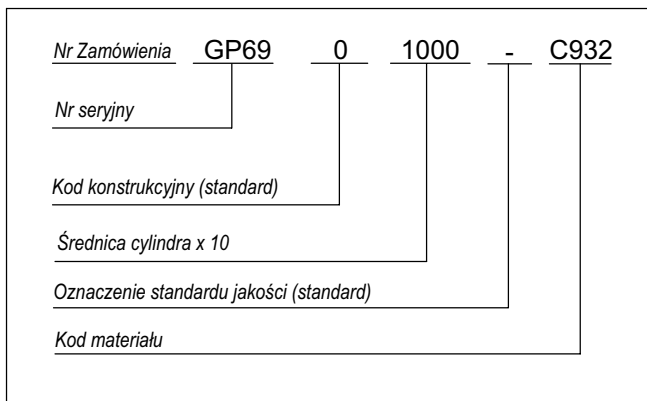 Nr Zamówienia GP69 0 1000 - C932
Nr seryjny
Kod konstrukcyjny (standard)
Średnica cylindra x 10
Oznaczenie standardu jakości (standard)
Kod materiału